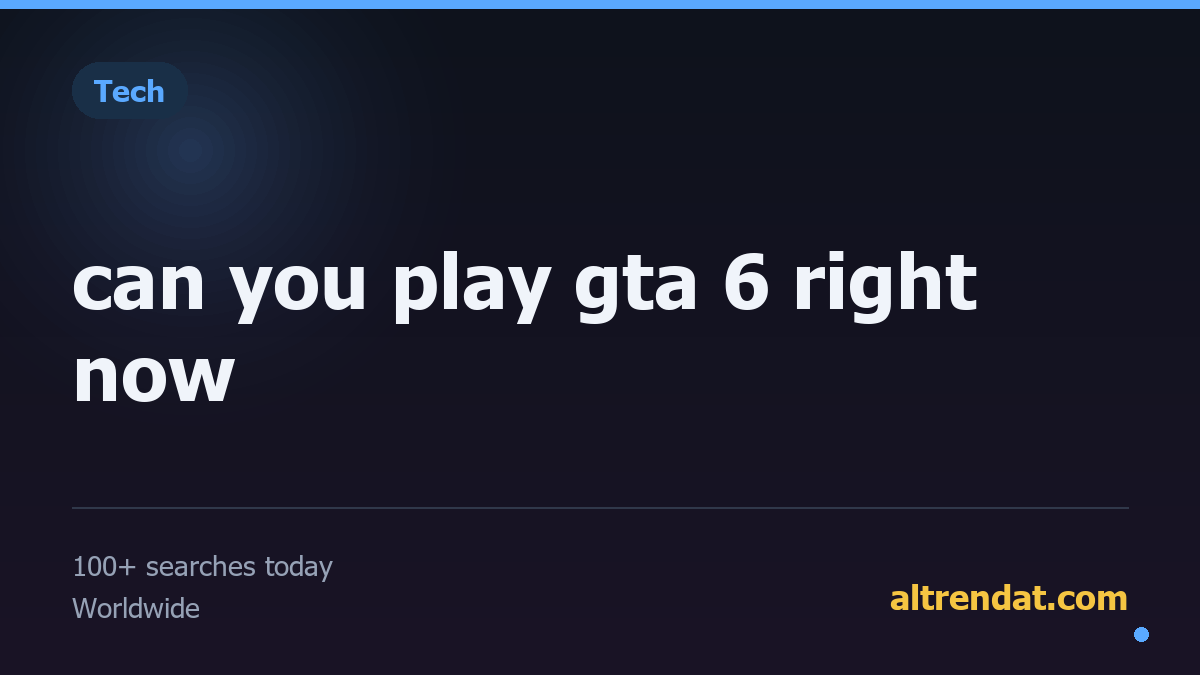 Tech
can you play gta 6 right
now
100+ searches today
Worldwide
altrendat.com